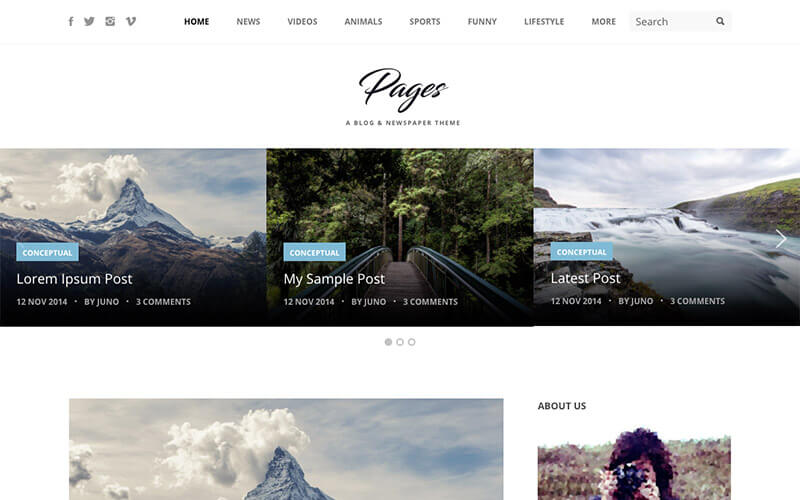 HOME NEWS VIDEOS ANIMALS SPORTS FUNNY LIFESTYLE MORE Search
Pages
A BLOG & NEWSPAPER THEME
CONCEPTUAL
Lorem Ipsum Post
12 NOV 2014 • BY JUNO • 3 COMMENTS
CONCEPTUAL
My Sample Post
12 NOV 2014 • BY JUNO • 3 COMMENTS
CONCEPTUAL
Latest Post
12 NOV 2014 • BY JUNO • 3 COMMENTS
ABOUT US